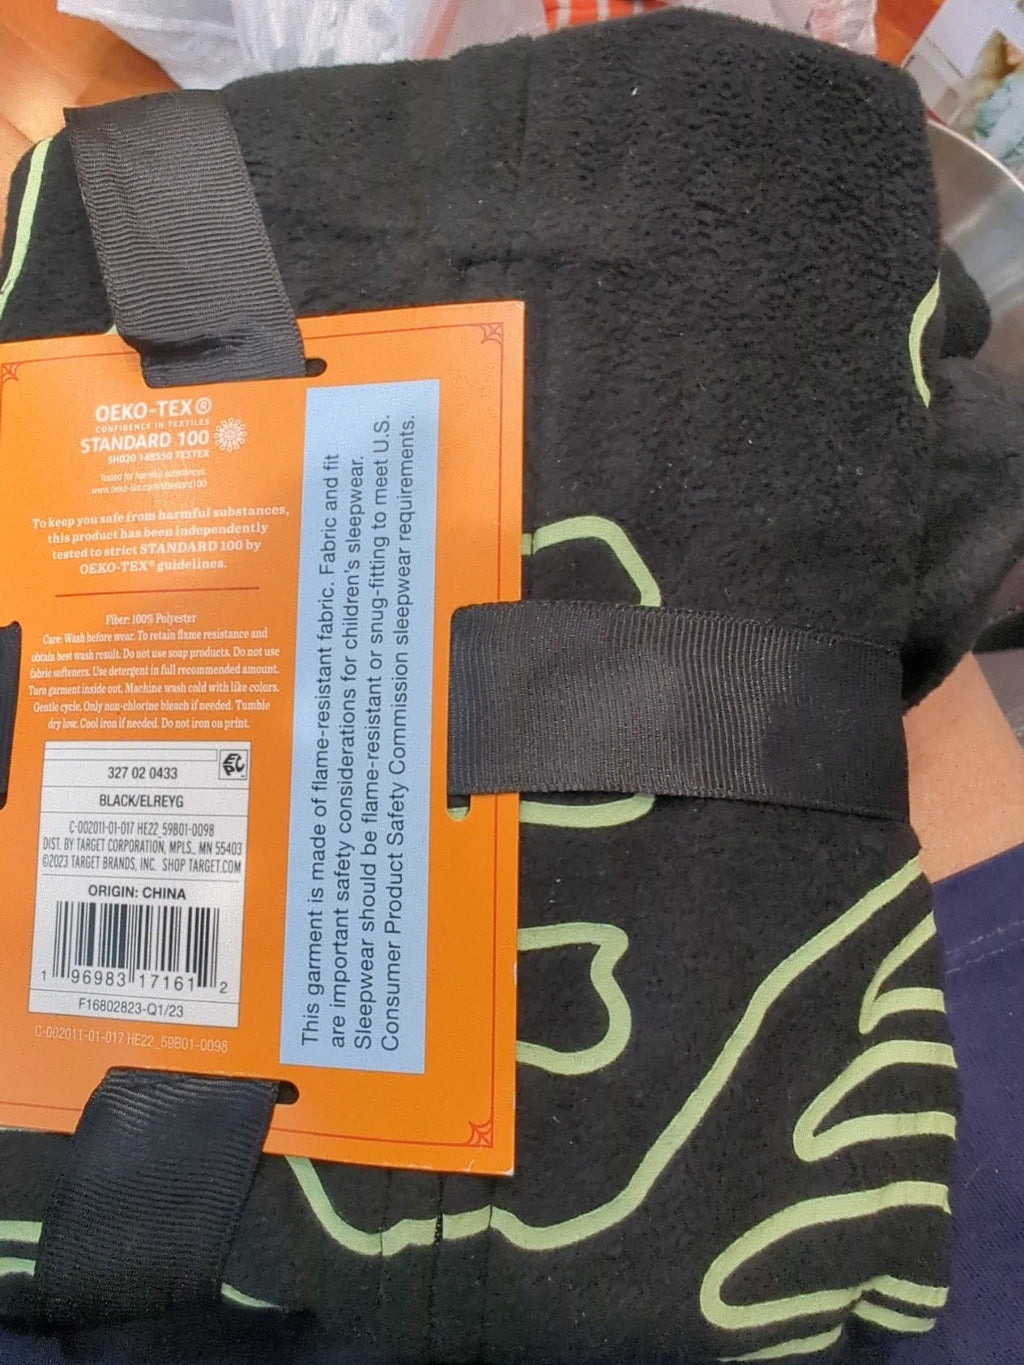 OEKO-TEX®
CONFIDENCE IN TEXTILES
STANDARD 100
SH020 148550 TESTEX
Tested for harmful substances.
www.oeko-tex.com/standard100
To keep you safe from harmful substances,
this product has been independently
tested to strict STANDARD 100 by
OEKO-TEX® guidelines.
Fiber: 100% Polyester
Care: Wash before wear. To retain flame resistance and
obtain best wash result. Do not use soap products. Do not use
fabric softeners. Use detergent in full recommended amount.
Turn garment inside out. Machine wash cold with like colors.
Gentle cycle. Only non-chlorine bleach if needed. Tumble
dry low. Cool iron if needed. Do not iron on print.
327 02 0433
BLACK/ELREYG
C-002011-01-017 HE22_59B01-0098
DIST. BY TARGET CORPORATION, MPLS., MN 55403
©2023 TARGET BRANDS, INC. SHOP TARGET.COM
ORIGIN: CHINA
1 96983 17161 2
F16802823-Q1/23
C-002011-01-017 HE22_59B01-0098
This garment is made of flame-resistant fabric. Fabric and fit
are important safety considerations for children's sleepwear.
Sleepwear should be flame-resistant or snug-fitting to meet U.S.
Consumer Product Safety Commission sleepwear requirements.